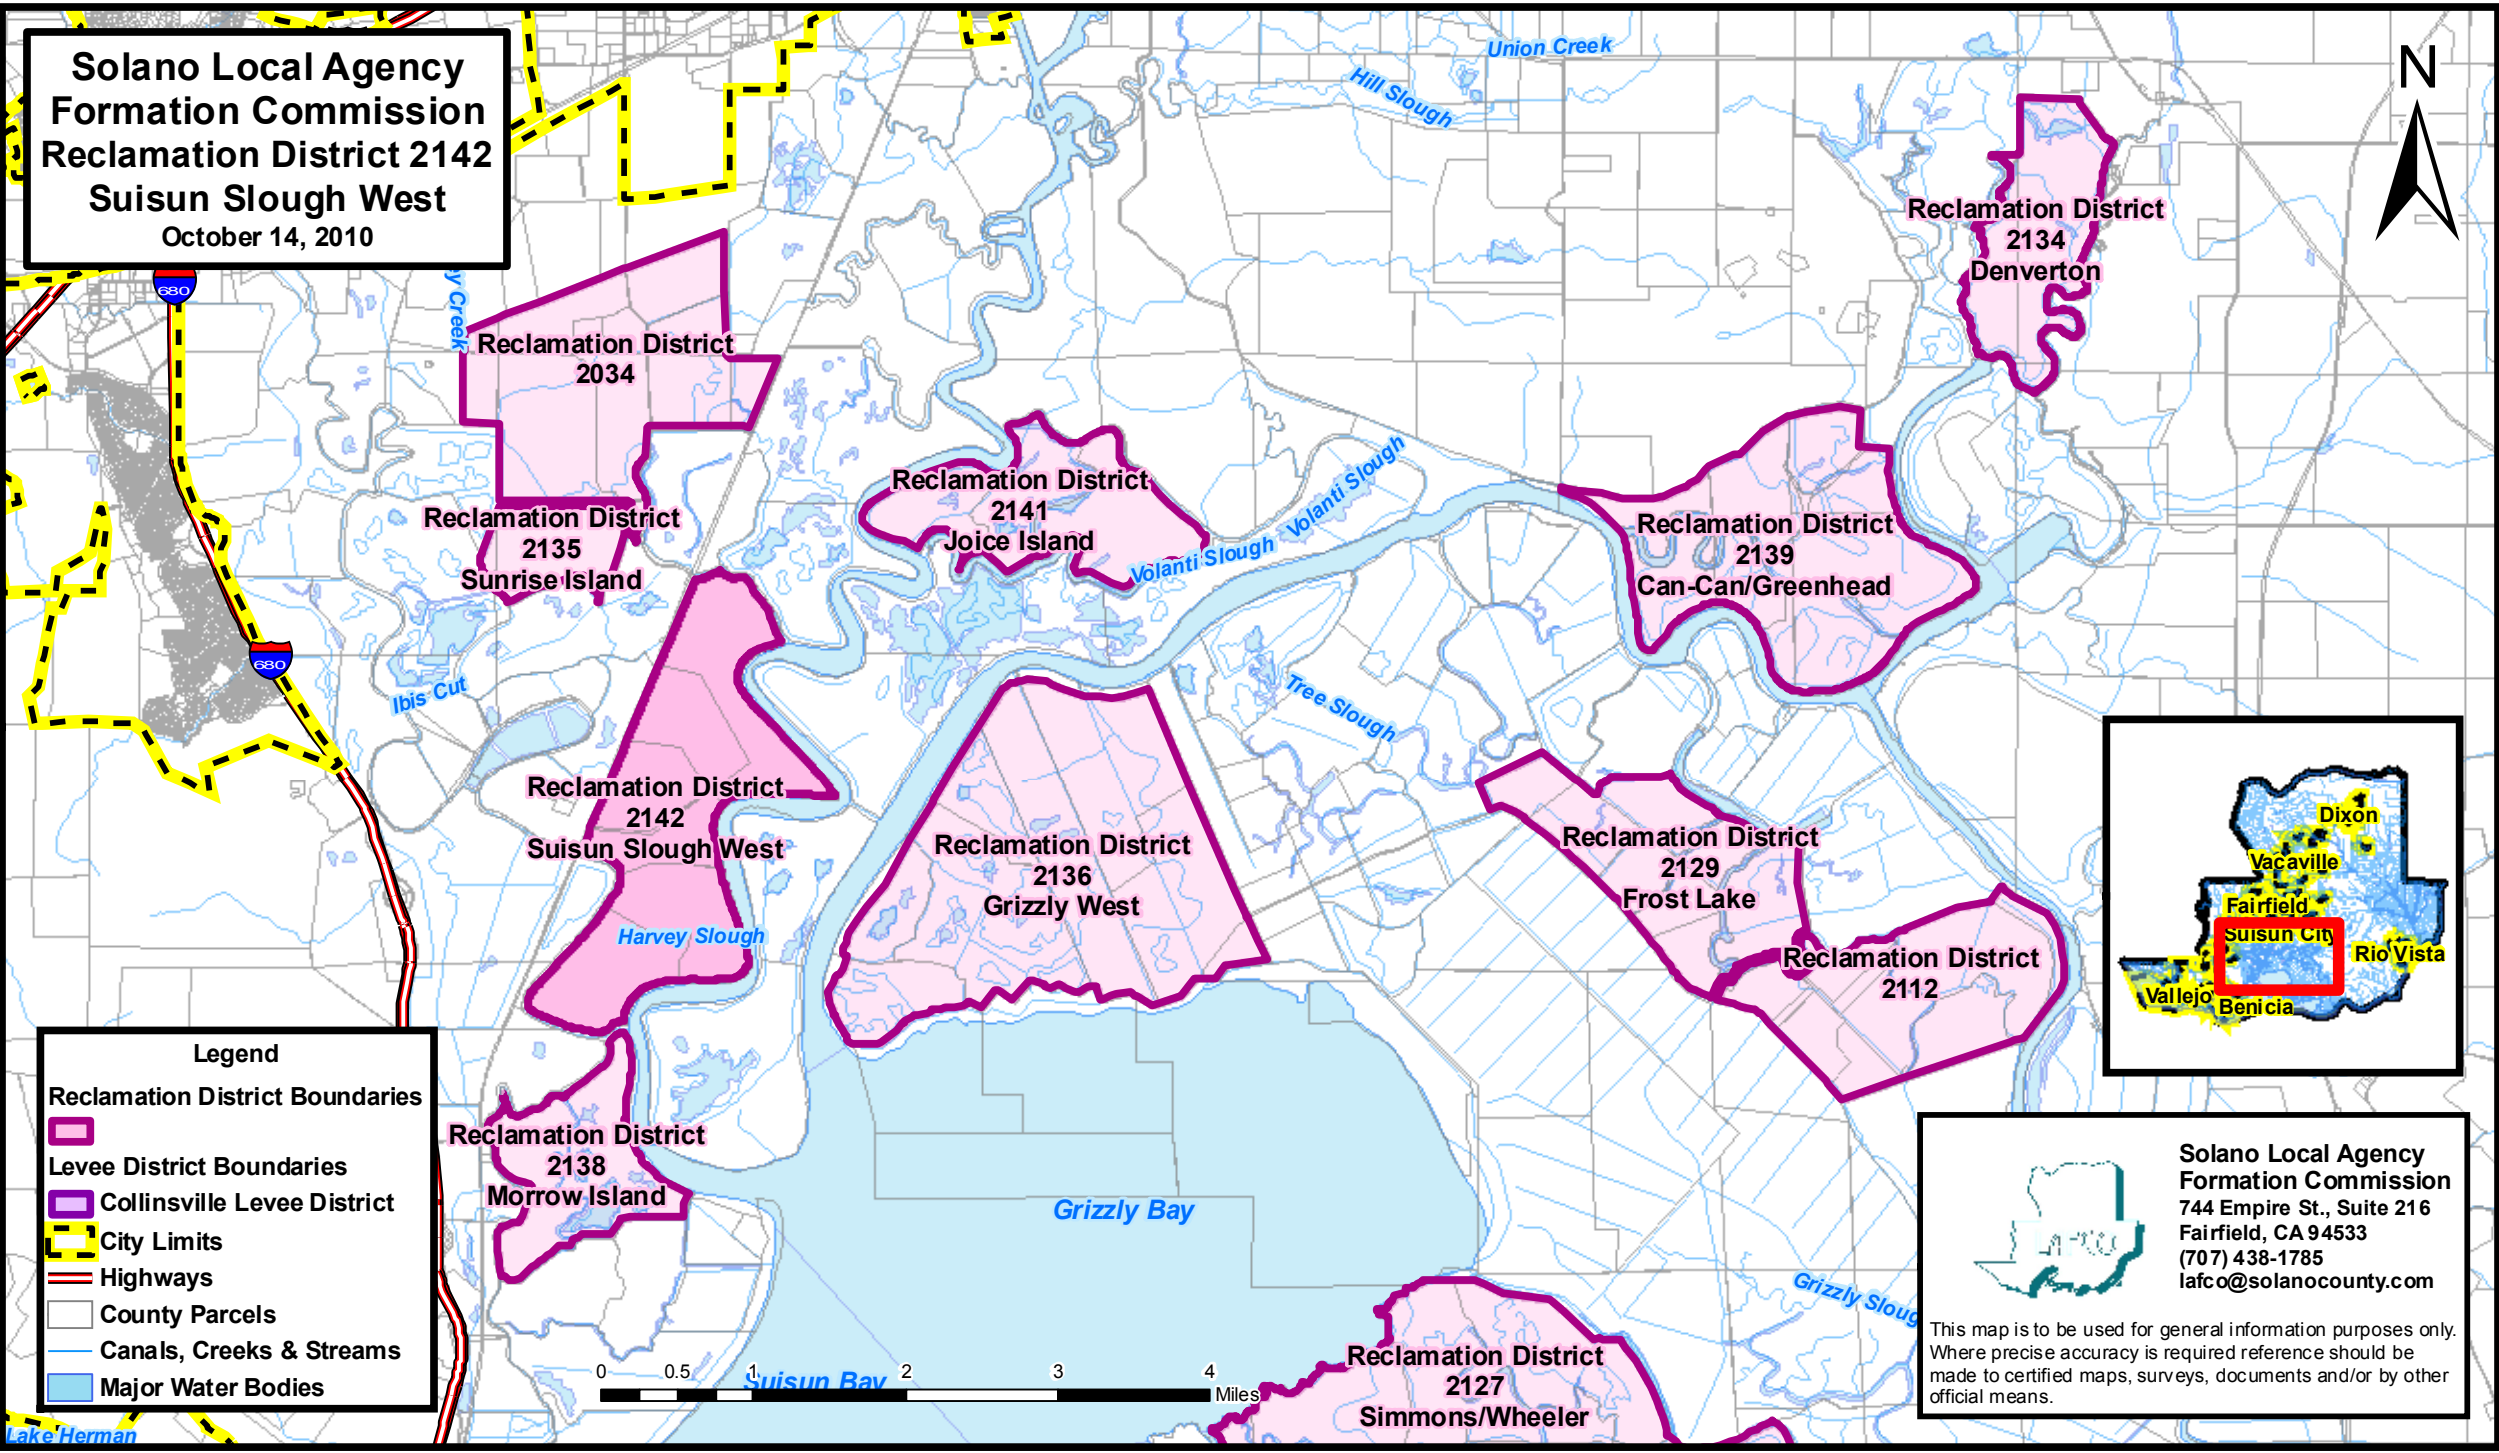 Solano Local Agency
Formation Commission
Reclamation District 2142
Suisun Slough West
October 14, 2010
Union Creek
Hill Slough
N
680
ey Creek
Reclamation District
2034
Reclamation District
2134
Denverton
Reclamation District
2135
Sunrise Island
Reclamation District
2141
Joice Island
Volanti Slough
Volanti Slough
Reclamation District
2139
Can-Can/Greenhead
680
Ibis Cut
Tree Slough
Reclamation District
2142
Suisun Slough West
Harvey Slough
Reclamation District
2136
Grizzly West
Reclamation District
2129
Frost Lake
Reclamation District
2112
Dixon
Vacaville
Fairfield
Suisun City
Rio Vista
Vallejo
Benicia
Reclamation District
2138
Morrow Island
Grizzly Bay
Grizzly Sloug
Suisun Bay
Reclamation District
2127
Simmons/Wheeler
0 0.5 1 2 3 4
Miles
Legend
Reclamation District Boundaries
Levee District Boundaries
Collinsville Levee District
City Limits
Highways
County Parcels
Canals, Creeks & Streams
Major Water Bodies
Lake Herman
LAFCO
Solano Local Agency
Formation Commission
744 Empire St., Suite 216
Fairfield, CA 94533
(707) 438-1785
lafco@solanocounty.com
This map is to be used for general information purposes only.
Where precise accuracy is required reference should be
made to certified maps, surveys, documents and/or by other
official means.